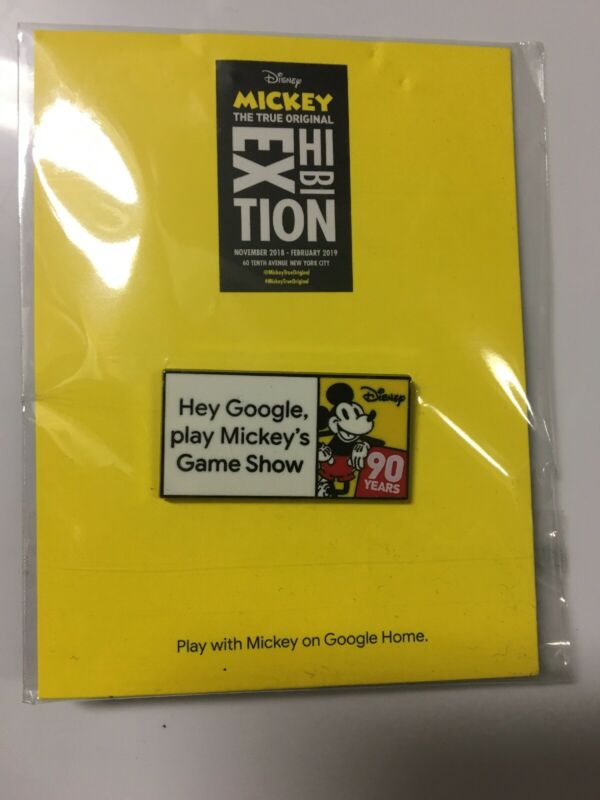 Disney
MICKEY
THE TRUE ORIGINAL
EX
HI
BI
TION
NOVEMBER 2018 - FEBRUARY 2019
60 TENTH AVENUE NEW YORK CITY
@MickeyTrueOriginal
#MickeyTrueOriginal
Hey Google,
play Mickey's
Game Show
Disney
90
YEARS
Play with Mickey on Google Home.